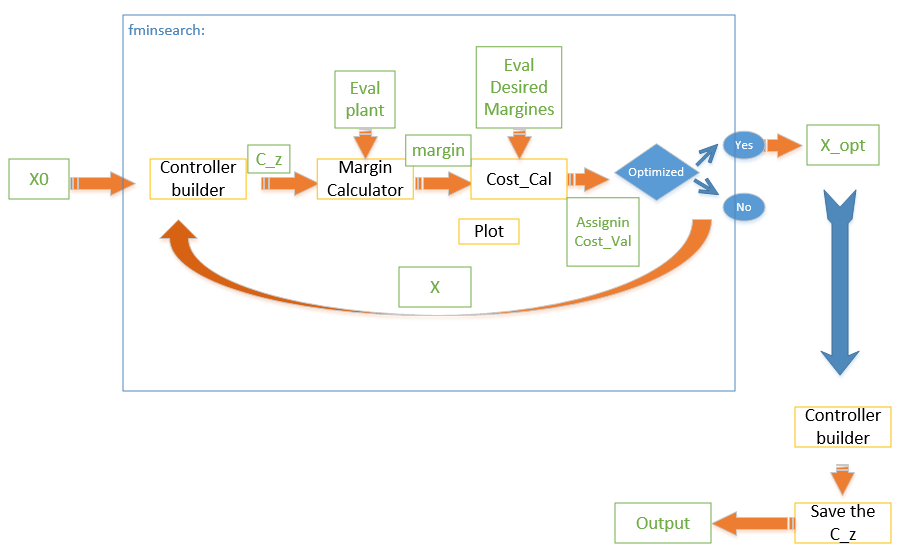 fminsearch:
Eval
plant
Eval
Desired
Margines
X0
Controller
builder
C_z
Margin
Calculator
margin
Cost_Cal
Optimized
Yes
No
X_opt
Plot
Assignin
Cost_Val
X
Controller
builder
Save the
C_z
Output